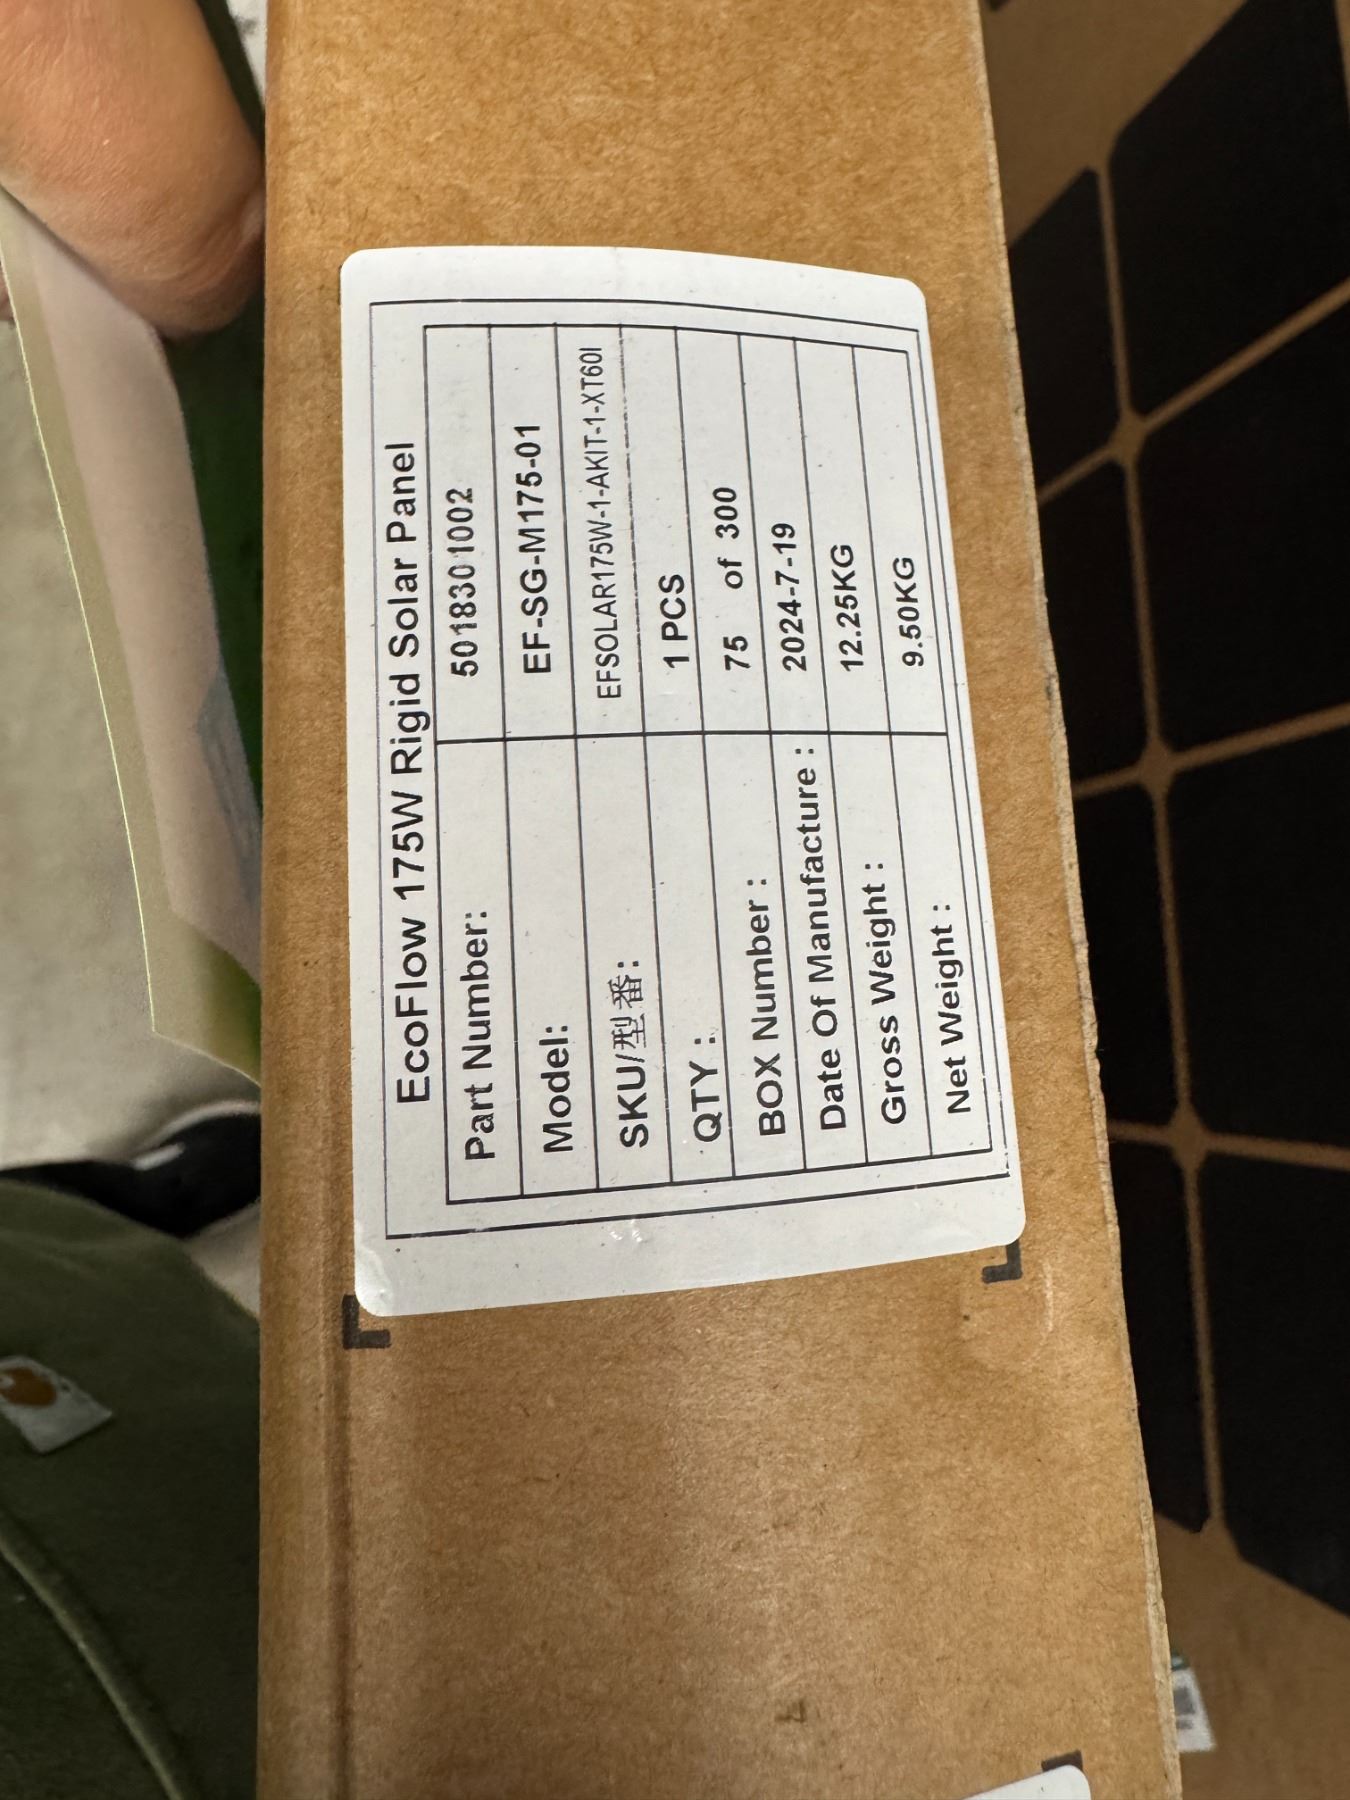 EcoFlow 175W Rigid Solar Panel
Part Number: 5018301002
Model: EF-SG-M175-01
SKU/型番: EFSOLAR175W-1-AKIT-1-XT60I
QTY : 1 PCS
BOX Number : 75 of 300
Date Of Manufacture : 2024-7-19
Gross Weight : 12.25KG
Net Weight : 9.50KG